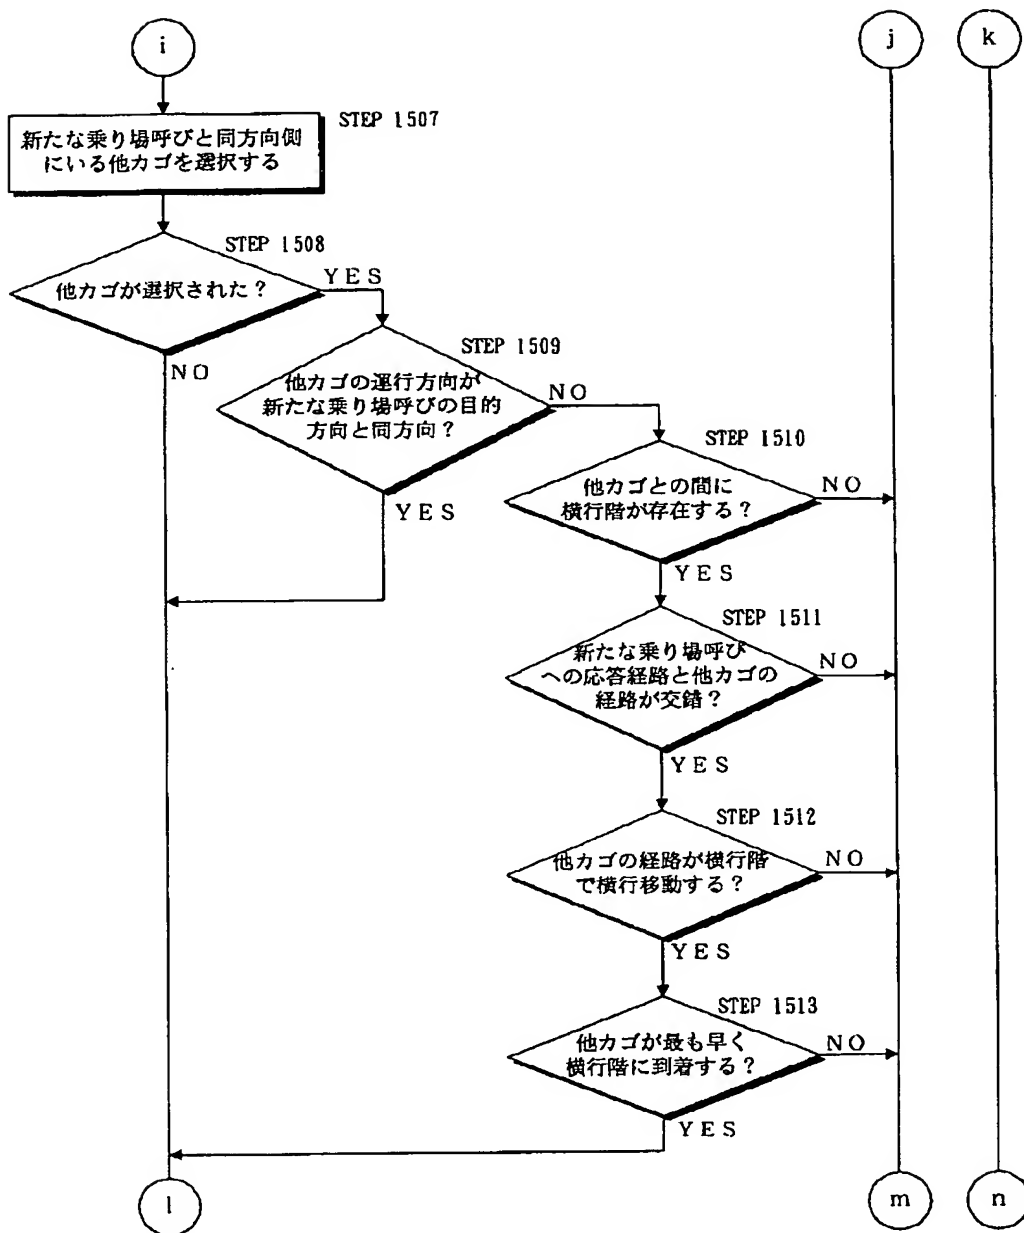 i
j
k
STEP 1507
新たな乗り場呼びと同方向側
にいる他カゴを選択する
STEP 1508
他カゴが選択された？
YES
NO
STEP 1509
他カゴの運行方向が
新たな乗り場呼びの目的
方向と同方向？
NO
YES
STEP 1510
他カゴとの間に
横行階が存在する？
NO
YES
STEP 1511
新たな乗り場呼び
への応答経路と他カゴの
経路が交錯？
NO
YES
STEP 1512
他カゴの経路が横行階
で横行移動する？
NO
YES
STEP 1513
他カゴが最も早く
横行階に到着する？
NO
YES
l
m
n